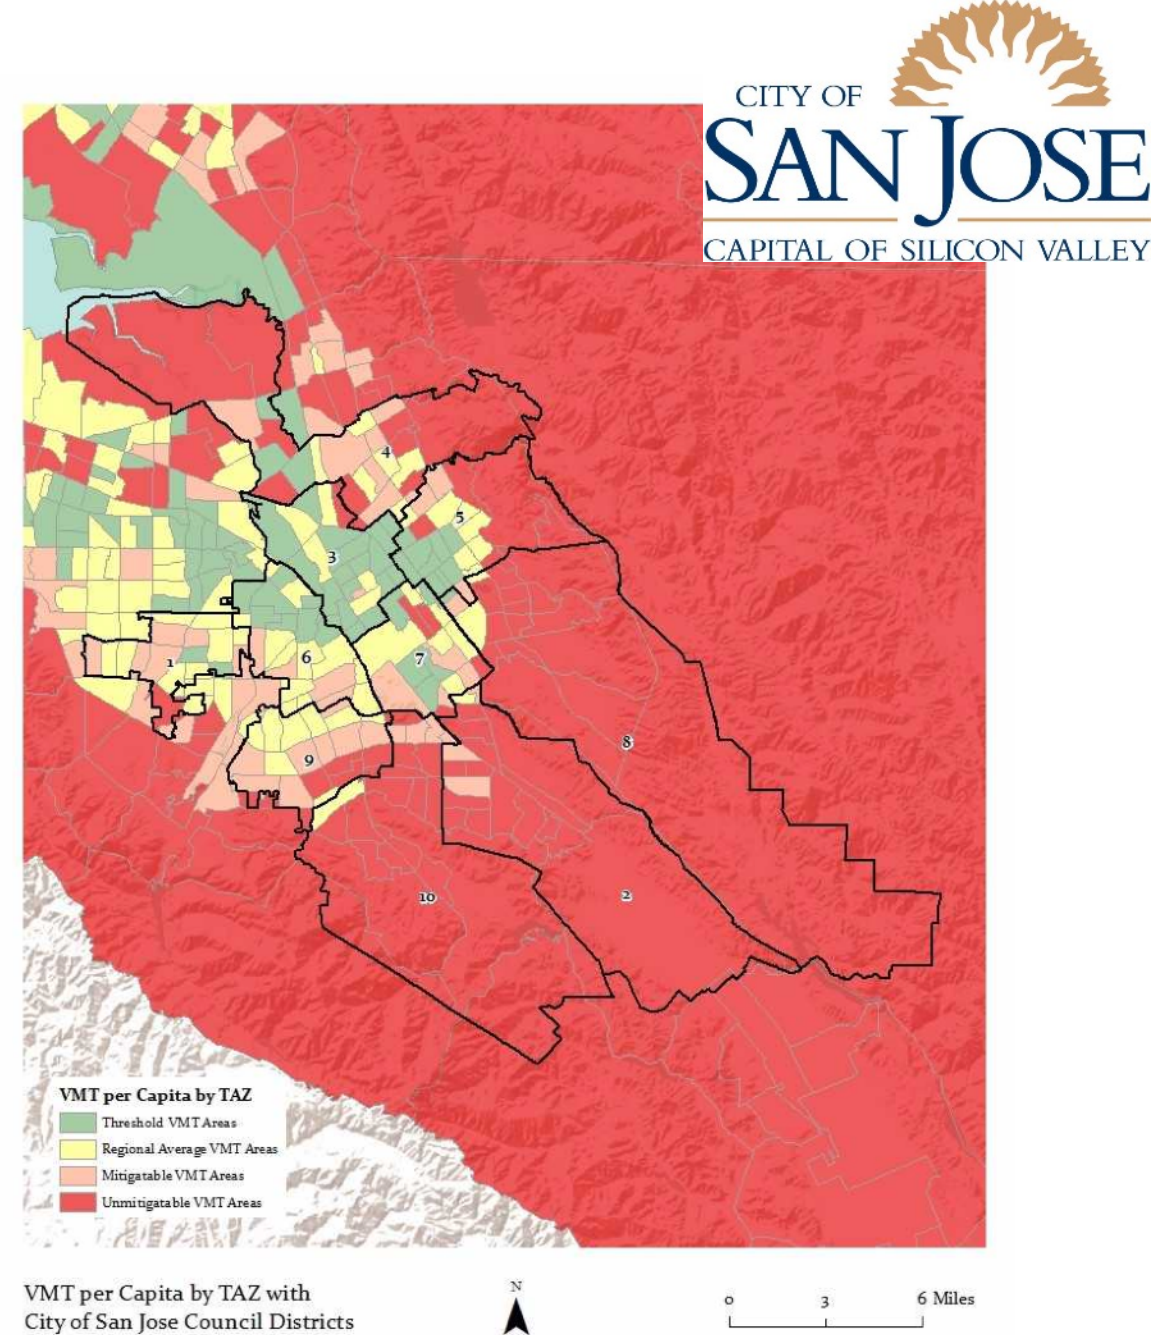 CITY OF
SAN JOSE
CAPITAL OF SILICON VALLEY
4
5
3
6
7
1
9
8
2
10
VMT per Capita by TAZ
Threshold VMT Areas
Regional Average VMT Areas
Mitigatable VMT Areas
Unmitigatable VMT Areas
VMT per Capita by TAZ with
City of San Jose Council Districts
N
0 3 6 Miles